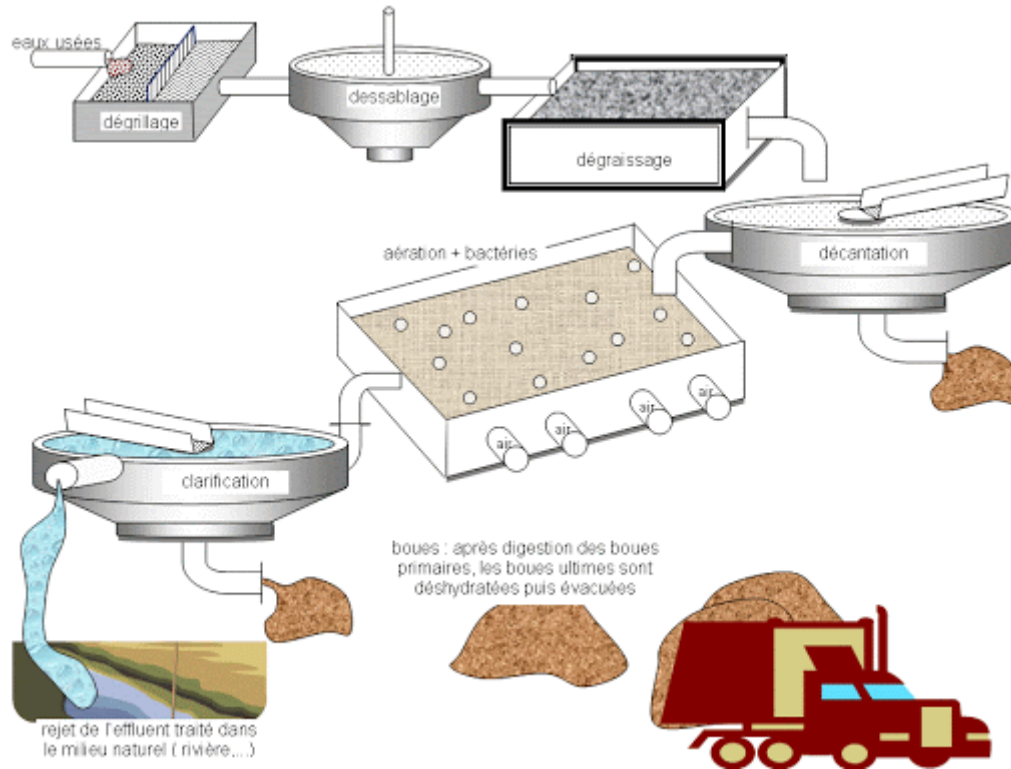 eaux usées
dégrillage
dessablage
dégraissage
décantation
aération + bactéries
air
air
air
air
clarification
boues : après digestion des boues
primaires, les boues ultimes sont
déshydratées puis évacuées
rejet de l'effluent traité dans
le milieu naturel ( rivière,...)